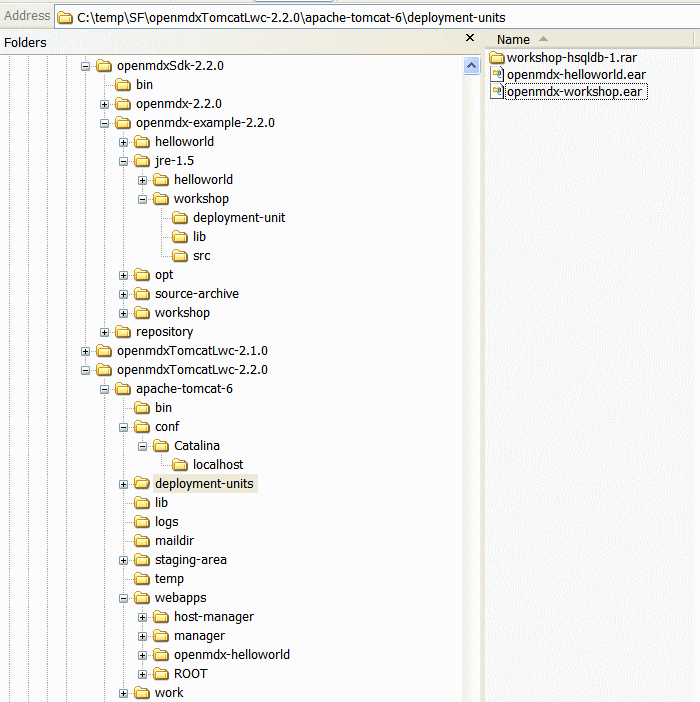 Address C:\temp\SF\openmdxTomcatLwc-2.2.0\apache-tomcat-6\deployment-units
Folders
openmdxSdk-2.2.0
bin
openmdx-2.2.0
openmdx-example-2.2.0
helloworld
jre-1.5
helloworld
workshop
deployment-unit
lib
src
opt
source-archive
workshop
repository
openmdxTomcatLwc-2.1.0
openmdxTomcatLwc-2.2.0
apache-tomcat-6
bin
conf
Catalina
localhost
deployment-units
lib
logs
maildir
staging-area
temp
webapps
host-manager
manager
openmdx-helloworld
ROOT
work
Name
workshop-hsqldb-1.rar
openmdx-helloworld.ear
openmdx-workshop.ear